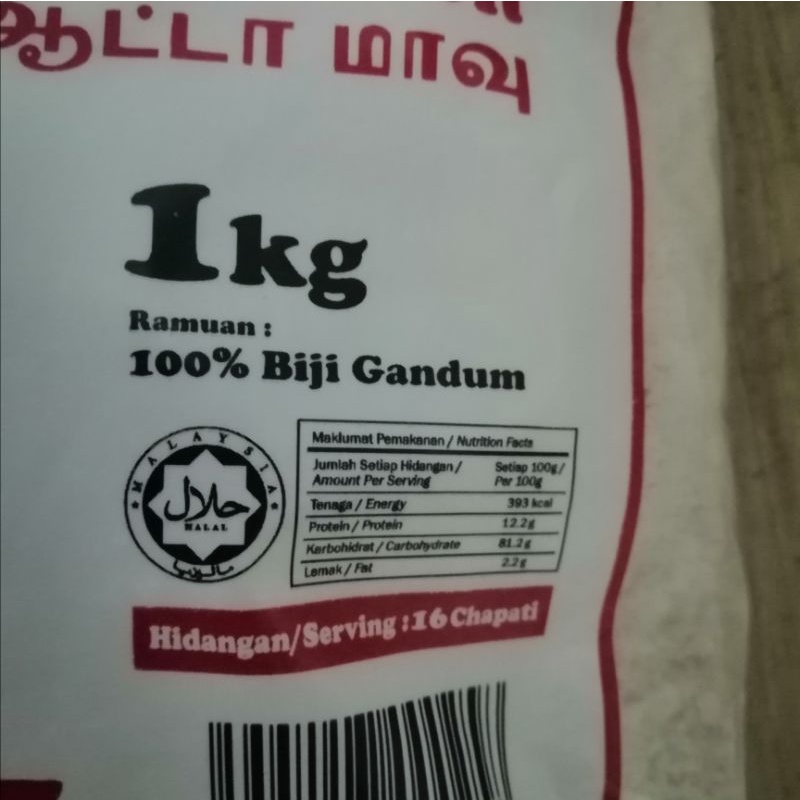 ஆட்டா மாவு
1kg
Ramuan :
100% Biji Gandum
MALAYSIA
حلال
HALAL
ماليزيا
Maklumat Pemakanan / Nutrition Facts
Jumlah Setiap Hidangan / Setiap 100g /
Amount Per Serving Per 100g
Tenaga / Energy 393 kcal
Protein / Protein 12.2g
Karbohidrat / Carbohydrate 81.2g
Lemak / Fat 2.2g
Hidangan/Serving :16 Chapati